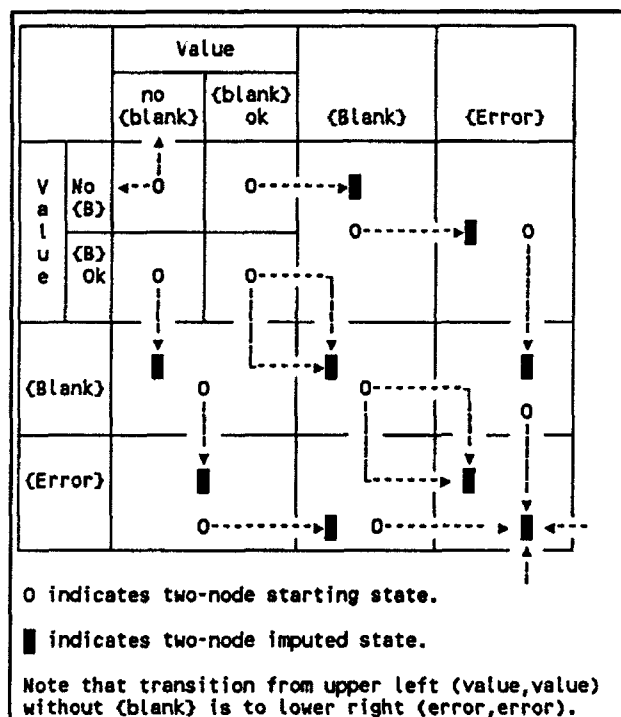 Value
no {blank}
{blank} ok
{Blank}
{Error}
Value
No {B}
{B} Ok
{Blank}
{Error}
O indicates two-node starting state.
indicates two-node imputed state.
Note that transition from upper left (value,value)
without {blank} is to lower right (error,error).